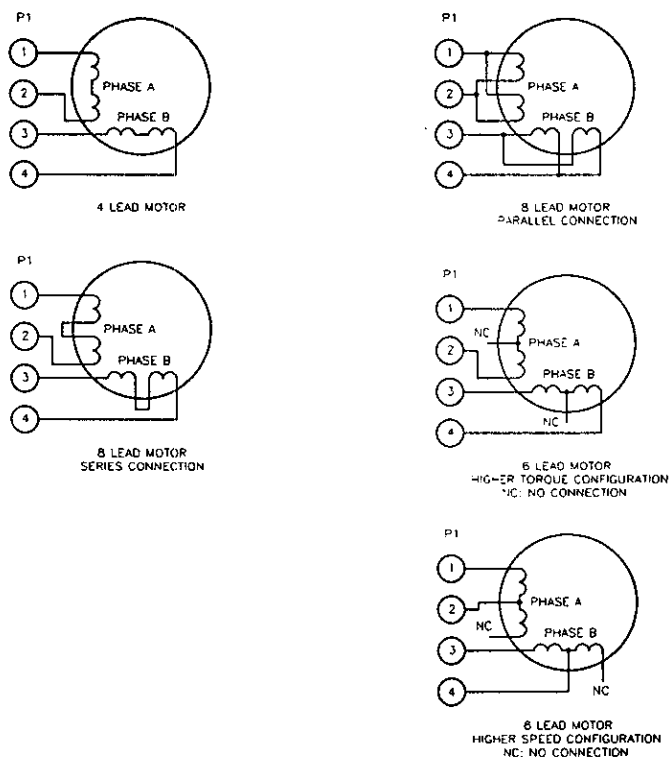 P1
1
2
3
4
PHASE A
PHASE B
4 LEAD MOTOR
P1
1
2
3
4
PHASE A
PHASE B
8 LEAD MOTOR
PARALLEL CONNECTION
P1
1
2
3
4
PHASE A
PHASE B
8 LEAD MOTOR
SERIES CONNECTION
P1
1
2
3
4
NC
PHASE A
PHASE B
NC
6 LEAD MOTOR
HIGHER TORQUE CONFIGURATION
NC: NO CONNECTION
P1
1
2
3
4
PHASE A
NC
PHASE B
NC
6 LEAD MOTOR
HIGHER SPEED CONFIGURATION
NC: NO CONNECTION